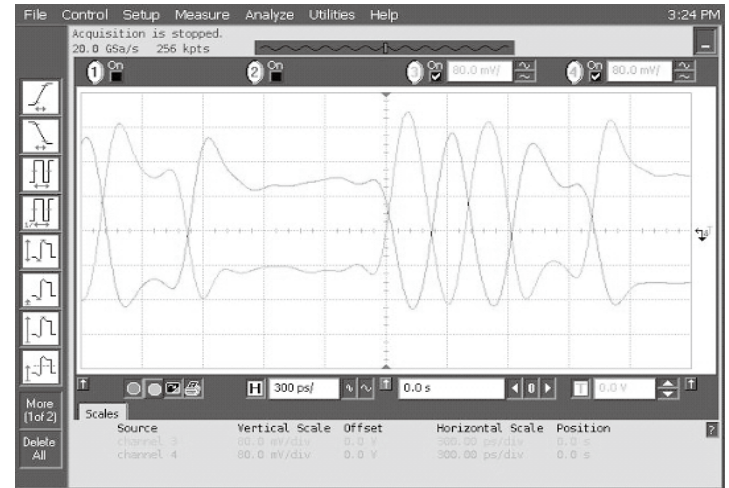 File Control Setup Measure Analyze Utilities Help 3:24 PM
Acquisition is stopped.
20.0 GSa/s 256 kpts
1 On 2 On 3 On 80.0 mV/ 4 On 80.0 mV/
H 300 ps/ 0.0 s 0 T 0.0 V
More
(1of 2)
Delete
All
Scales
Source Vertical Scale Offset Horizontal Scale Position
channel 3 80.0 mV/div 0.0 V 300.00 ps/div 0.0 s
channel 4 80.0 mV/div 0.0 V 300.00 ps/div 0.0 s
?